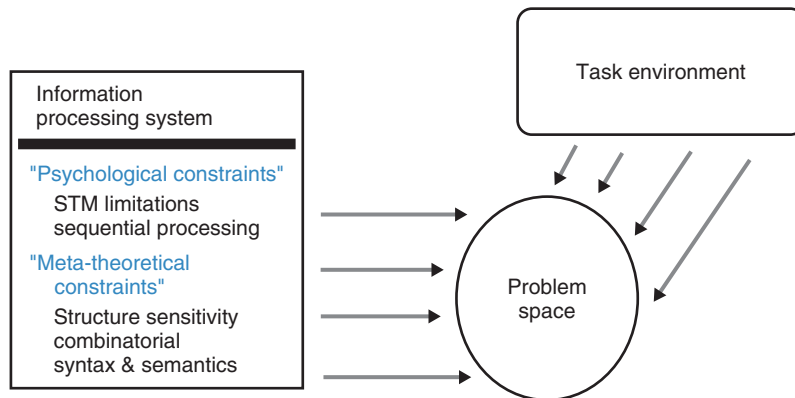 Task environment
Information
processing system
"Psychological constraints"
STM limitations
sequential processing
"Meta-theoretical
constraints"
Structure sensitivity
combinatorial
syntax & semantics
Problem
space